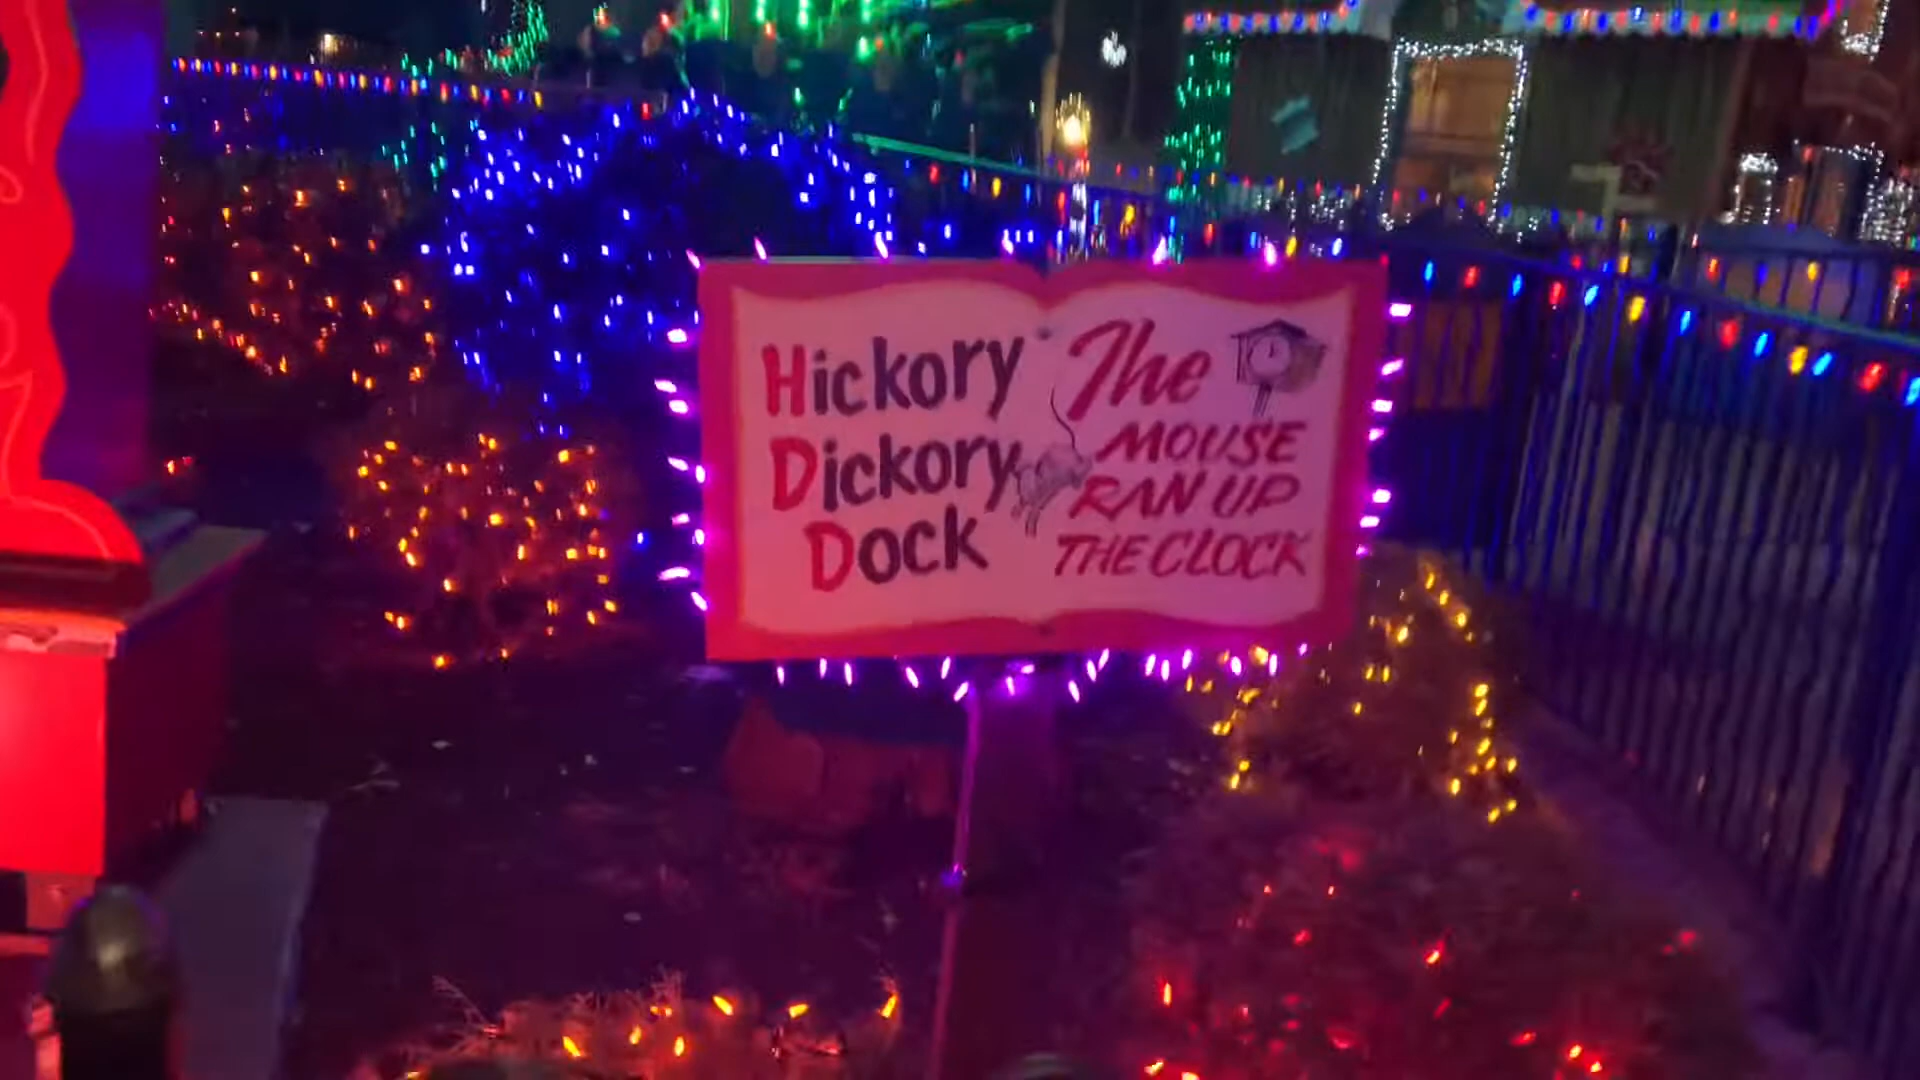 Hickory
Dickory
Dock
The
MOUSE
RAN UP
THE CLOCK